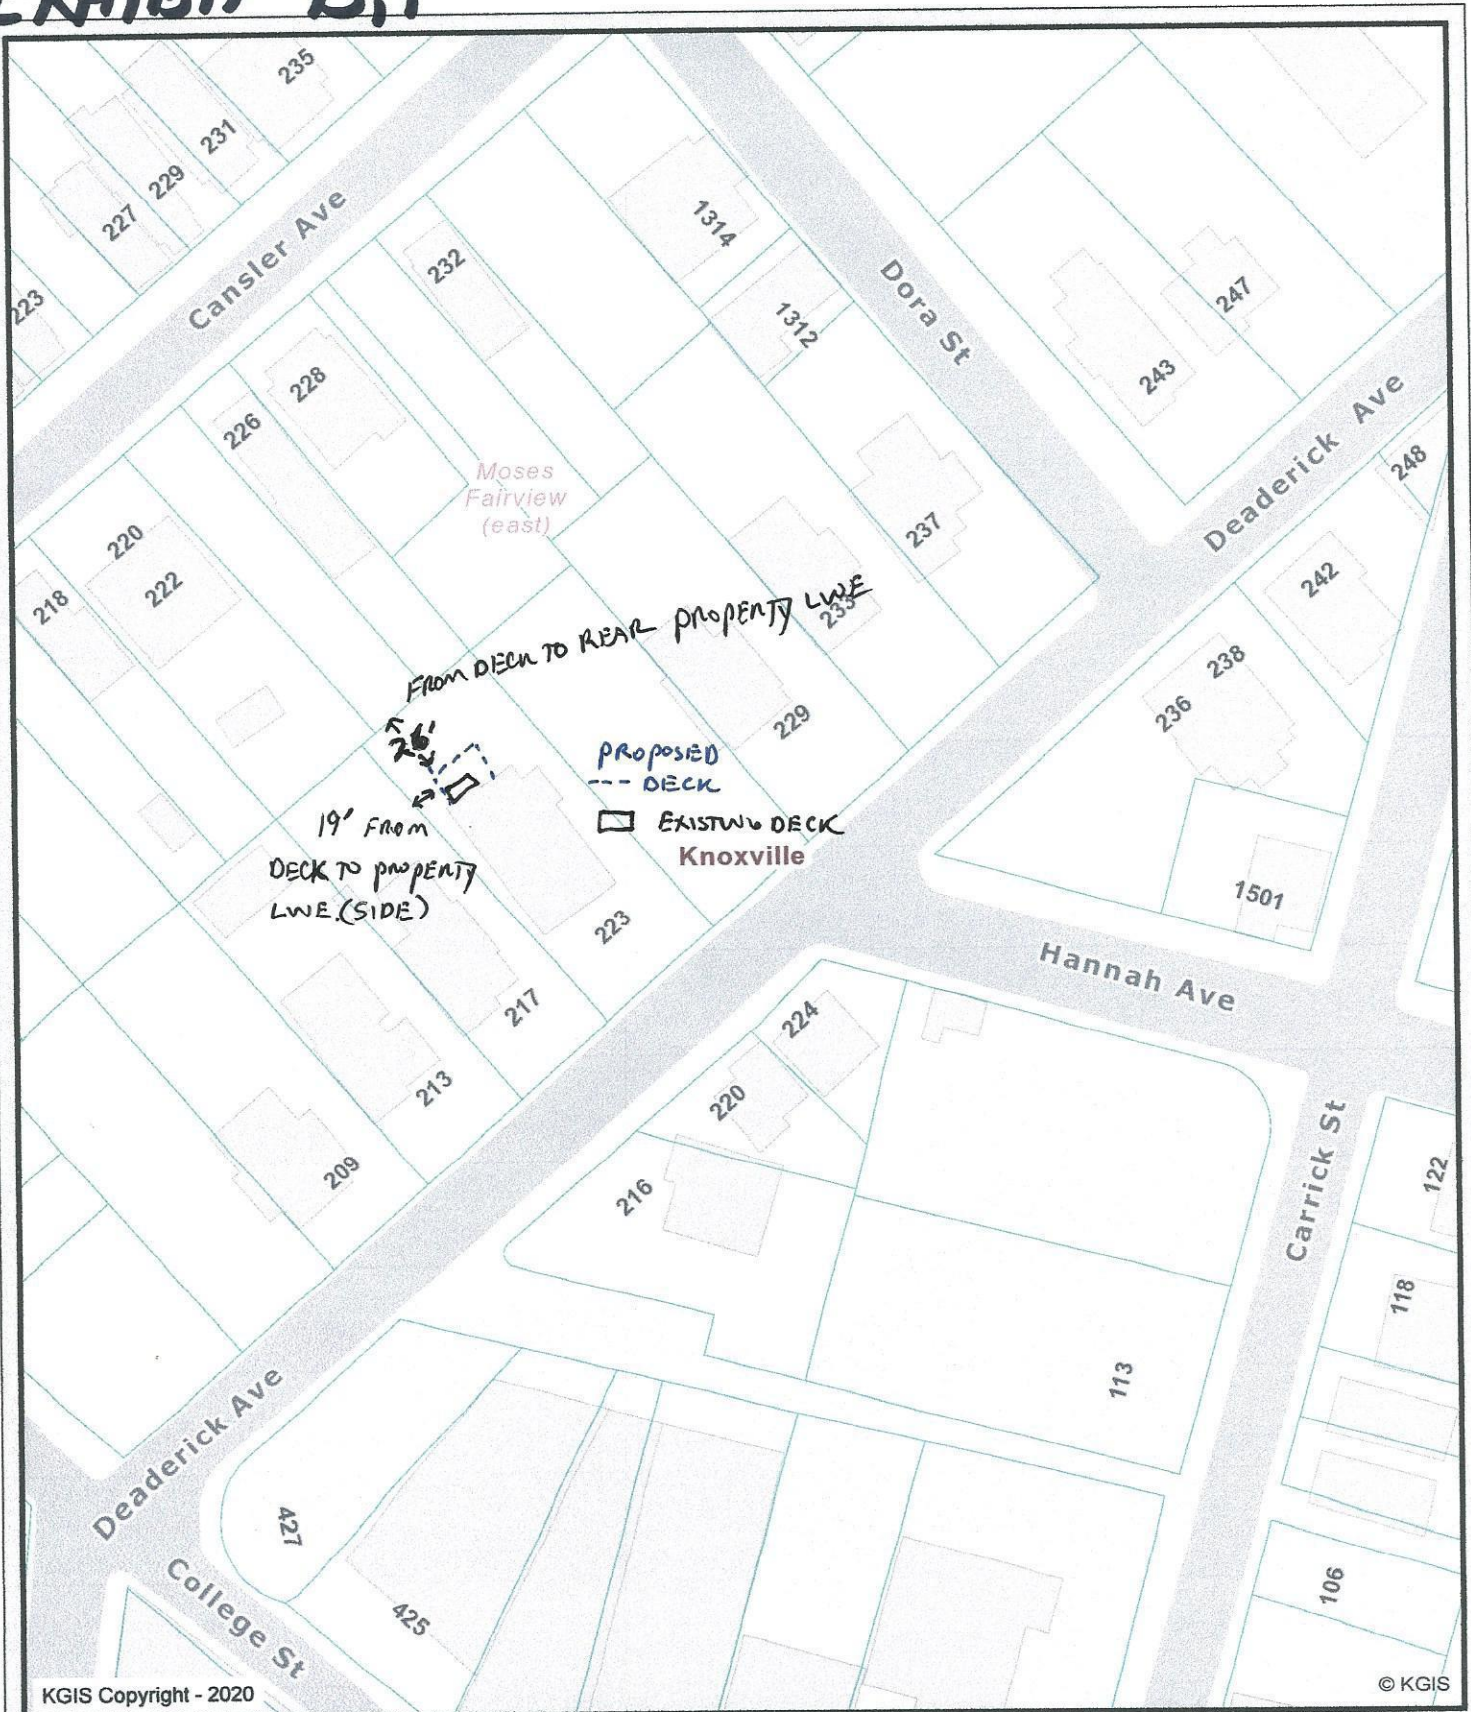 235
231
229
227
223
Cansler Ave
232
228
226
220
222
218
1314
1312
Dora St
247
243
Deaderick Ave
248
242
238
236
237
233
229
Moses
Fairview
(east)
FROM DECK TO REAR PROPERTY LINE
26'
19' FROM
DECK TO PROPERTY
LINE.(SIDE)
PROPOSED
--- DECK
EXISTING DECK
Knoxville
223
217
213
209
1501
Hannah Ave
224
220
216
Carrick St
122
118
113
106
Deaderick Ave
427
425
College St
KGIS Copyright - 2020
© KGIS